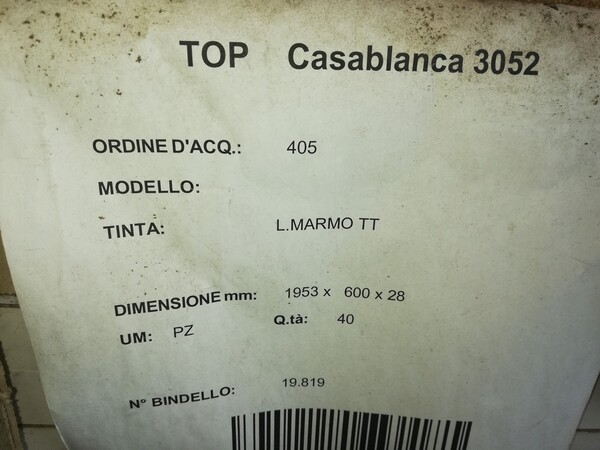 TOP Casablanca 3052
ORDINE D'ACQ.: 405
MODELLO:
TINTA: L.MARMO TT
DIMENSIONE mm: 1953 x 600 x 28
UM: PZ Q.tà: 40
N° BINDELLO: 19.819